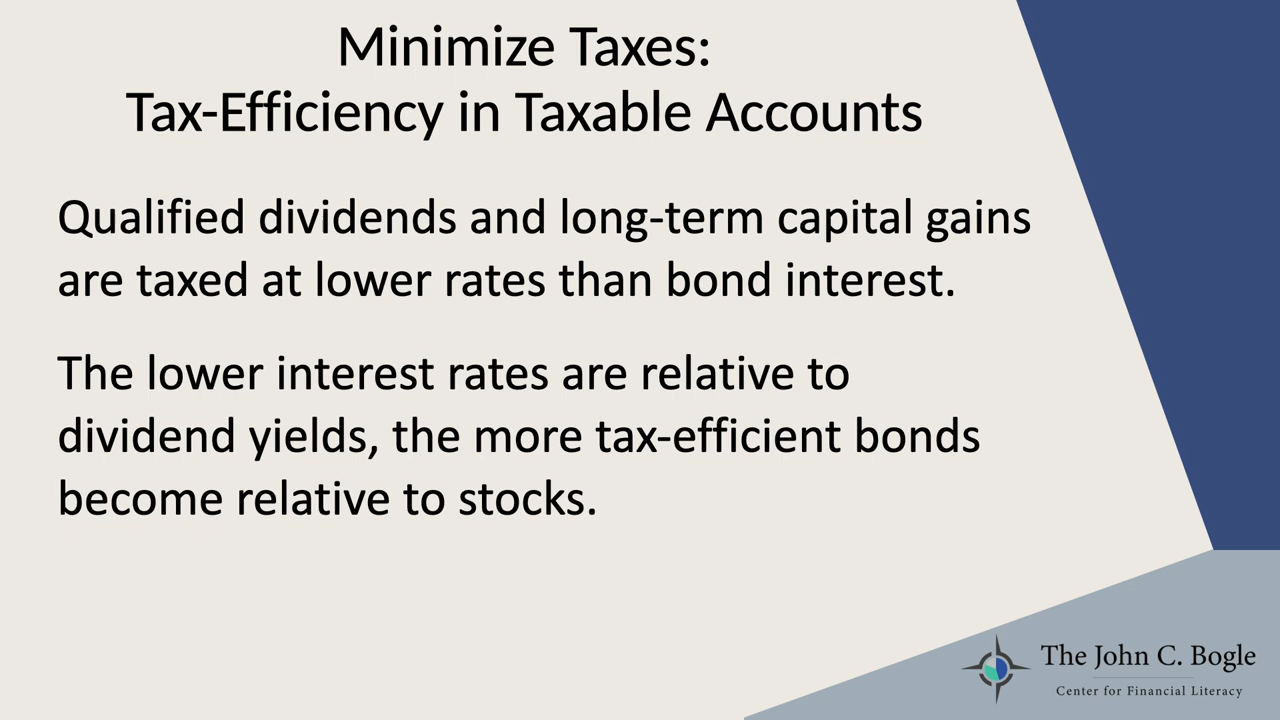 Minimize Taxes:
Tax-Efficiency in Taxable Accounts
Qualified dividends and long-term capital gains
are taxed at lower rates than bond interest.
The lower interest rates are relative to
dividend yields, the more tax-efficient bonds
become relative to stocks.
The John C. Bogle
Center for Financial Literacy